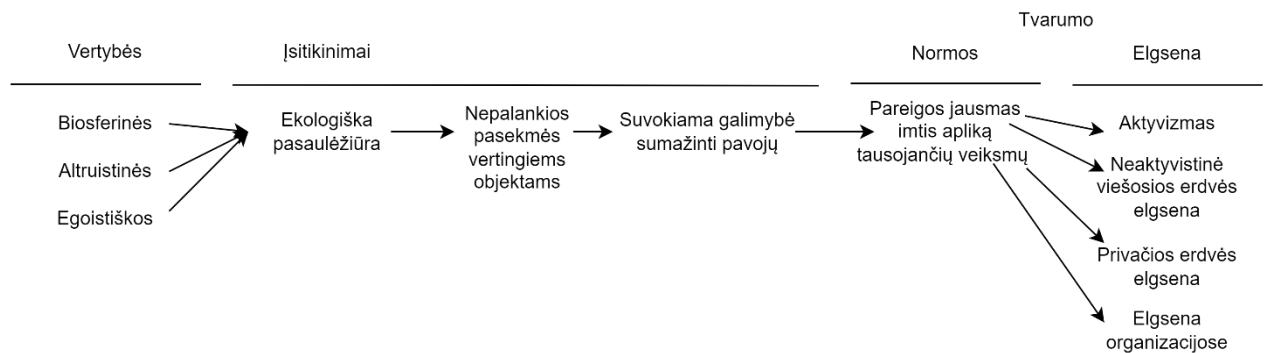 Tvarumo
Vertybės
Įsitikinimai
Normos
Elgsena
Biosferinės
Altruistinės
Egoistiškos
Ekologiška
pasaulėžiūra
Nepalankios
pasekmės
vertingiems
objektams
Suvokiama galimybė
sumažinti pavojų
Pareigos jausmas
imtis apliką
tausojančių veiksmų
Aktyvizmas
Neaktyvistinė
viešosios erdvės
elgsena
Privačios erdvės
elgsena
Elgsena
organizacijose